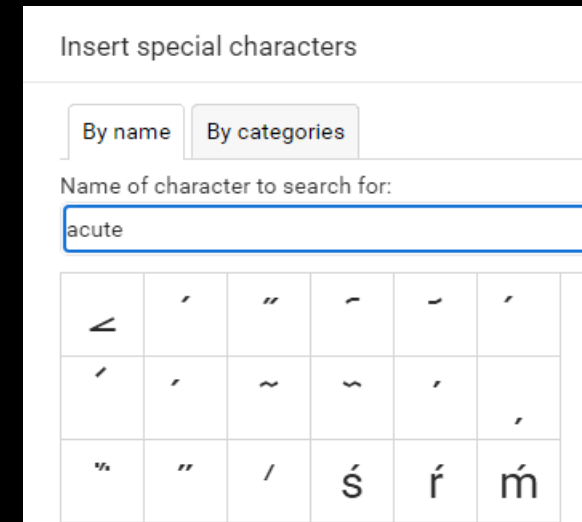 Insert special characters
By name By categories
Name of character to search for:
acute
ś ŕ ḿ